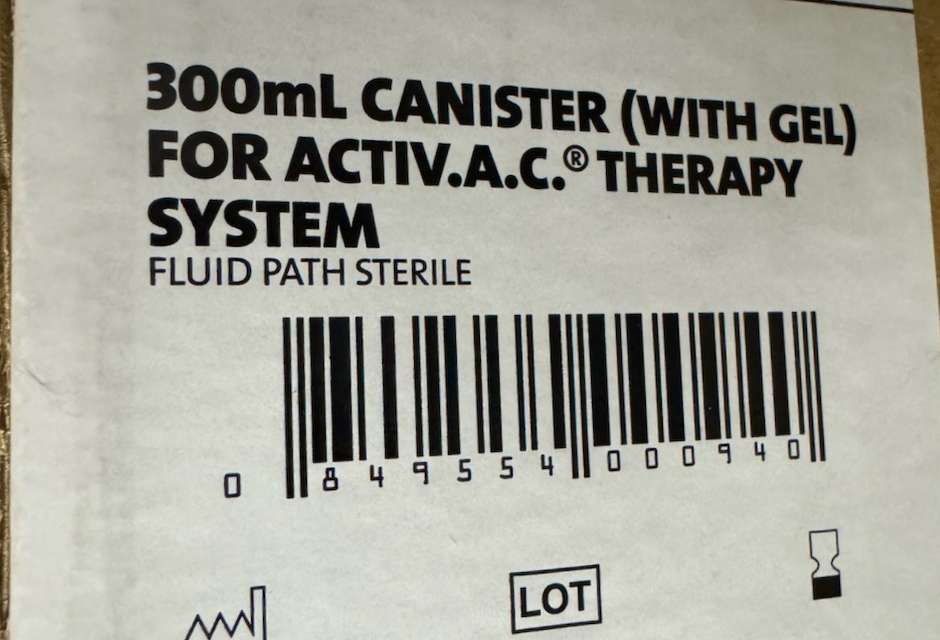 300mL CANISTER (WITH GEL)
FOR ACTIV.A.C.® THERAPY
SYSTEM
FLUID PATH STERILE
0 849554 000940
LOT